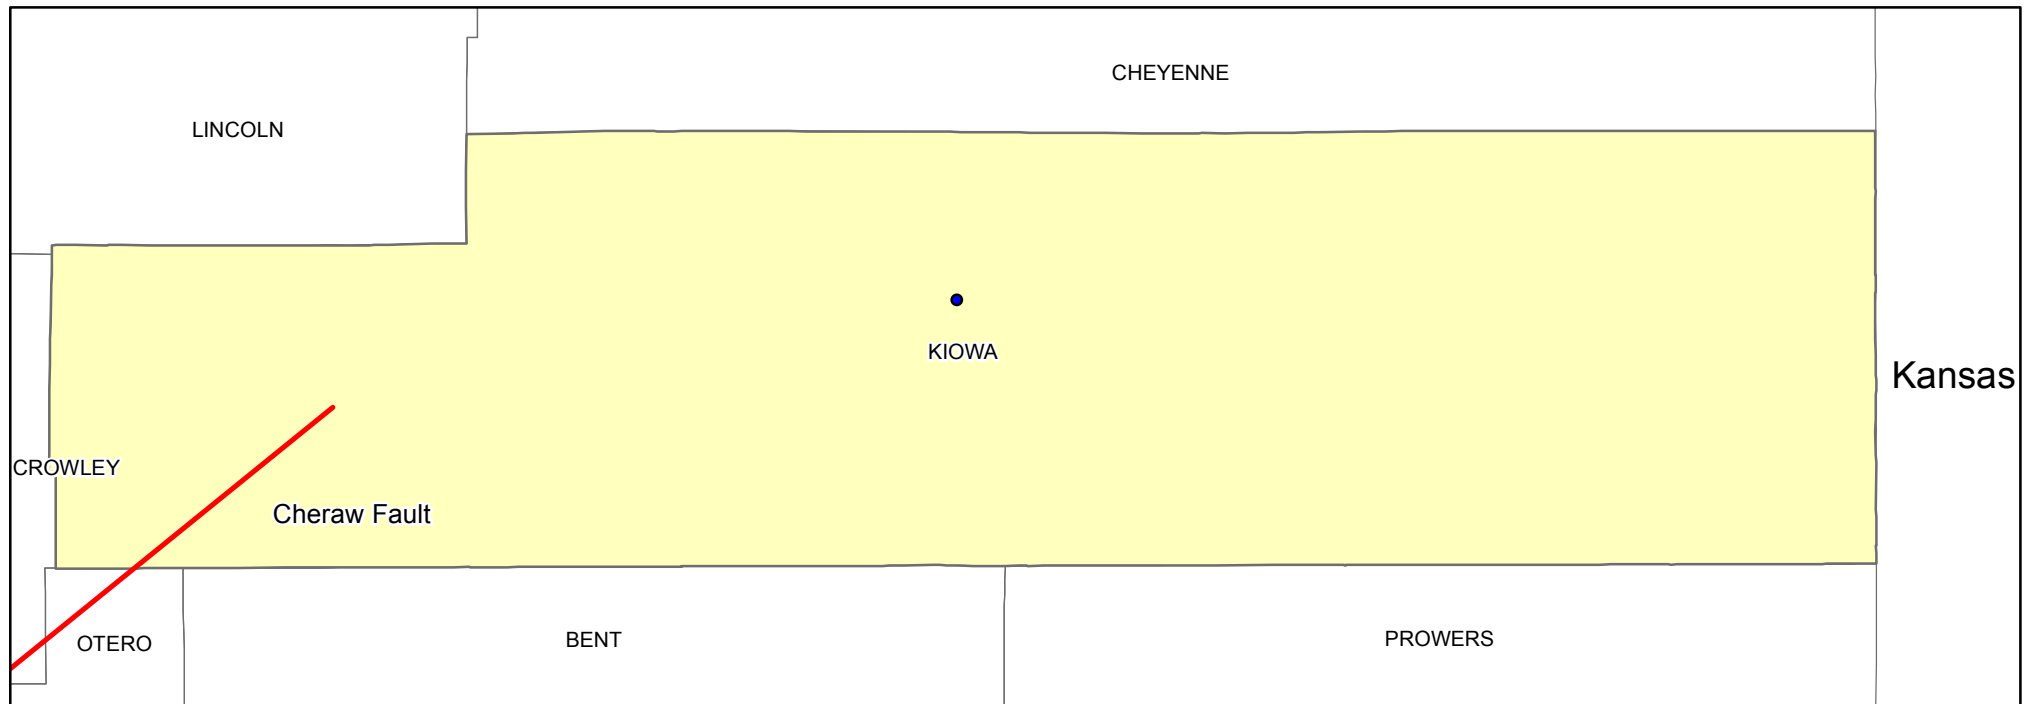 CHEYENNE
LINCOLN
KIOWA
Kansas
CROWLEY
Cheraw Fault
OTERO
BENT
PROWERS